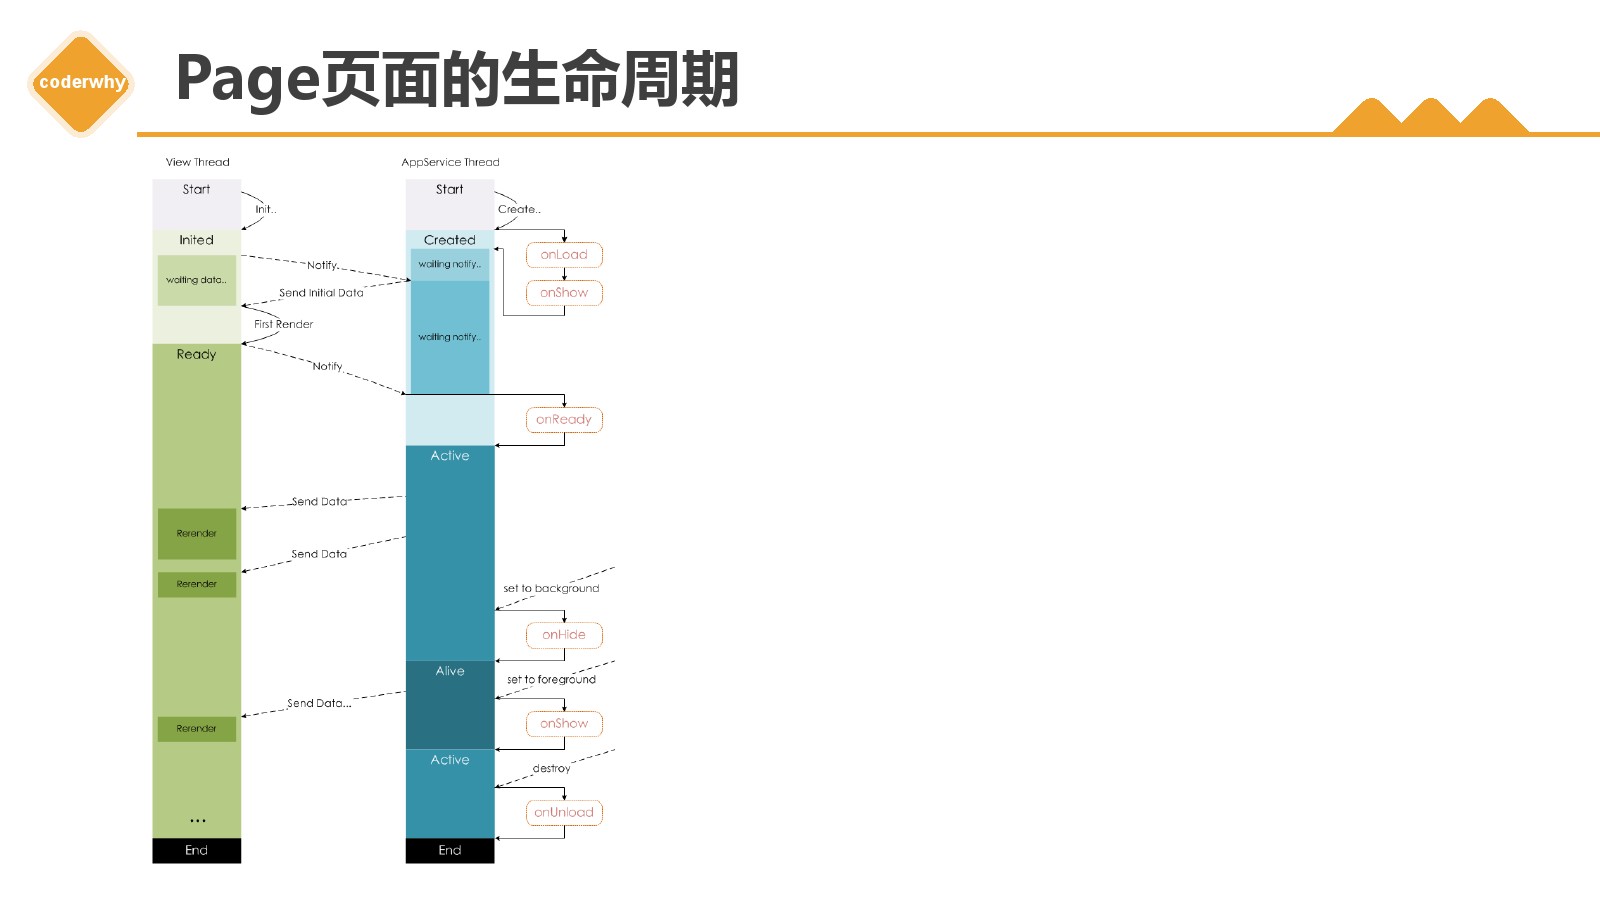 coderwhy
Page页面的生命周期
View Thread
AppService Thread
Start
Start
Init..
Create..
Inited
Created
onLoad
waiting notify..
Notify
waiting data..
Send Initial Data
onShow
First Render
waiting notify..
Ready
Notify
onReady
Active
Send Data
Rerender
Send Data
Rerender
set to background
onHide
Alive
set to foreground
Send Data...
onShow
Rerender
Active
destroy
onUnload
...
End
End